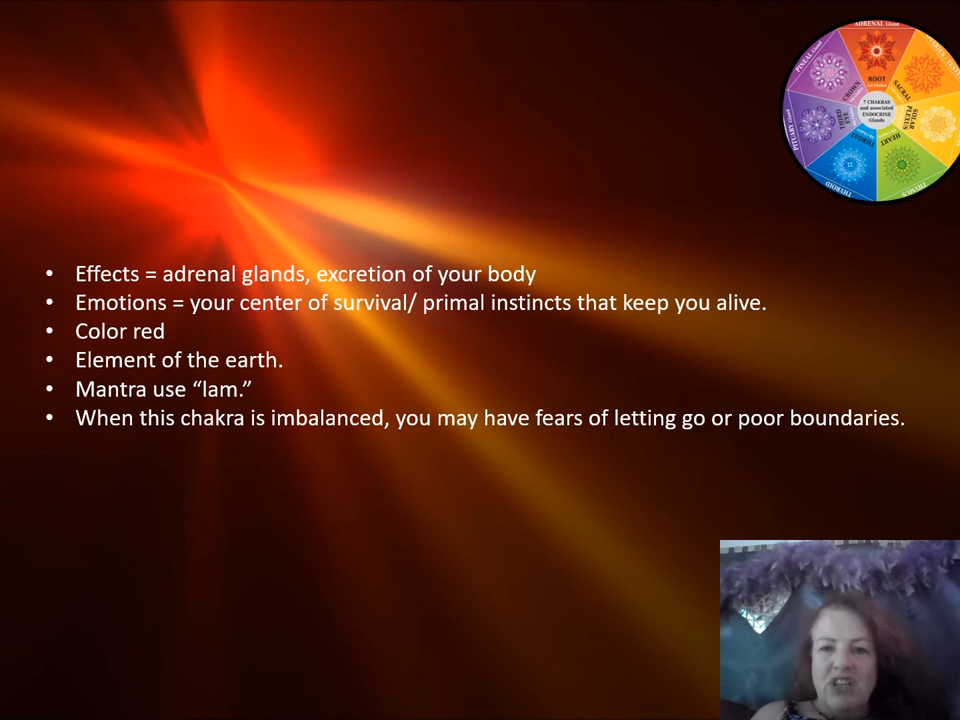 ADRENAL Gland
PINEAL Gland
ROOT
CROWN
SACRAL
7 CHAKRAS
and associated
ENDOCRINE
Glands
THIRD EYE
SOLAR PLEXUS
PITUARY Gland
THROAT
HEART
THYROID
THYMUS
• Effects = adrenal glands, excretion of your body
• Emotions = your center of survival/ primal instincts that keep you alive.
• Color red
• Element of the earth.
• Mantra use “lam.”
• When this chakra is imbalanced, you may have fears of letting go or poor boundaries.